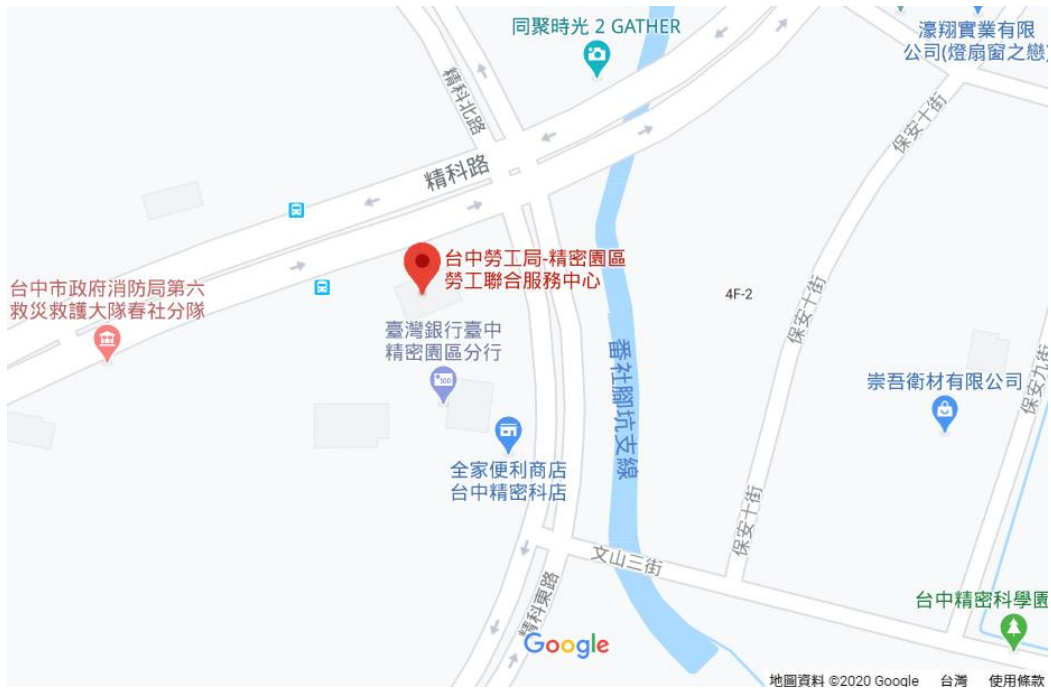 同聚時光 2 GATHER
濠翔實業有限
公司(燈扇窗之戀)
精科北路
保安十街
精科路
台中勞工局-精密園區
勞工聯合服務中心
台中市政府消防局第六
救災救護大隊春社分隊
4F-2
保安十街
臺灣銀行臺中
精密園區分行
番社腳坑支線
崇吾衛材有限公司
保安九街
全家便利商店
台中精密科店
保安十街
文山三街
精科東路
台中精密科學園
Google
地圖資料 ©2020 Google
台灣
使用條款